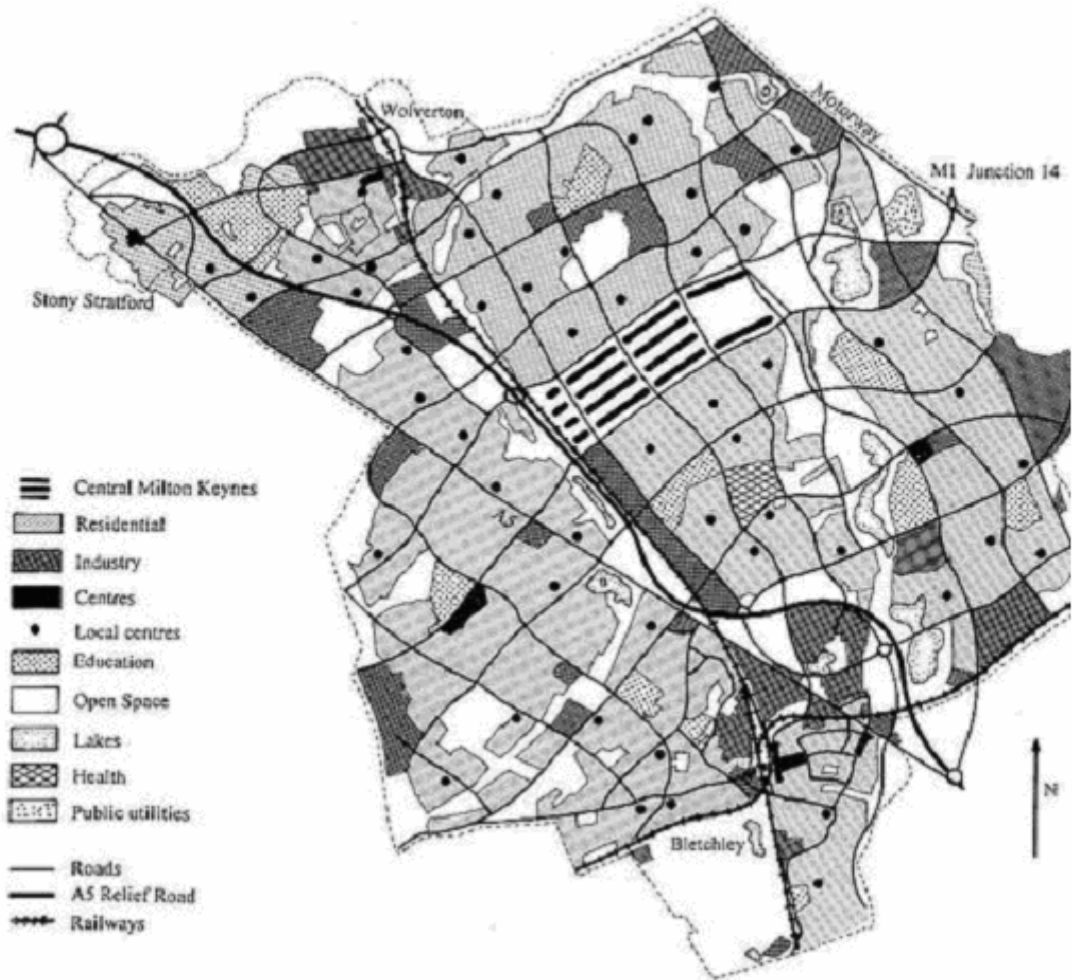 Wolverton
Motorway
M1 Junction 14
Stony Stratford
A5
Central Milton Keynes
Residential
Industry
Centres
Local centres
Education
Open Space
Lakes
Health
Public utilities
Roads
A5 Relief Road
Railways
Bletchley
N